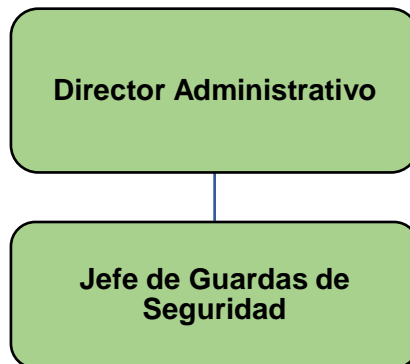 Director Administrativo
Jefe de Guardas de
Seguridad